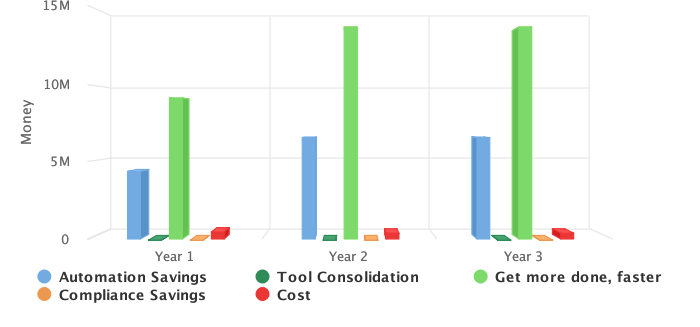 15M
10M
5M
0
Money
Year 1
Year 2
Year 3
Automation Savings
Tool Consolidation
Get more done, faster
Compliance Savings
Cost